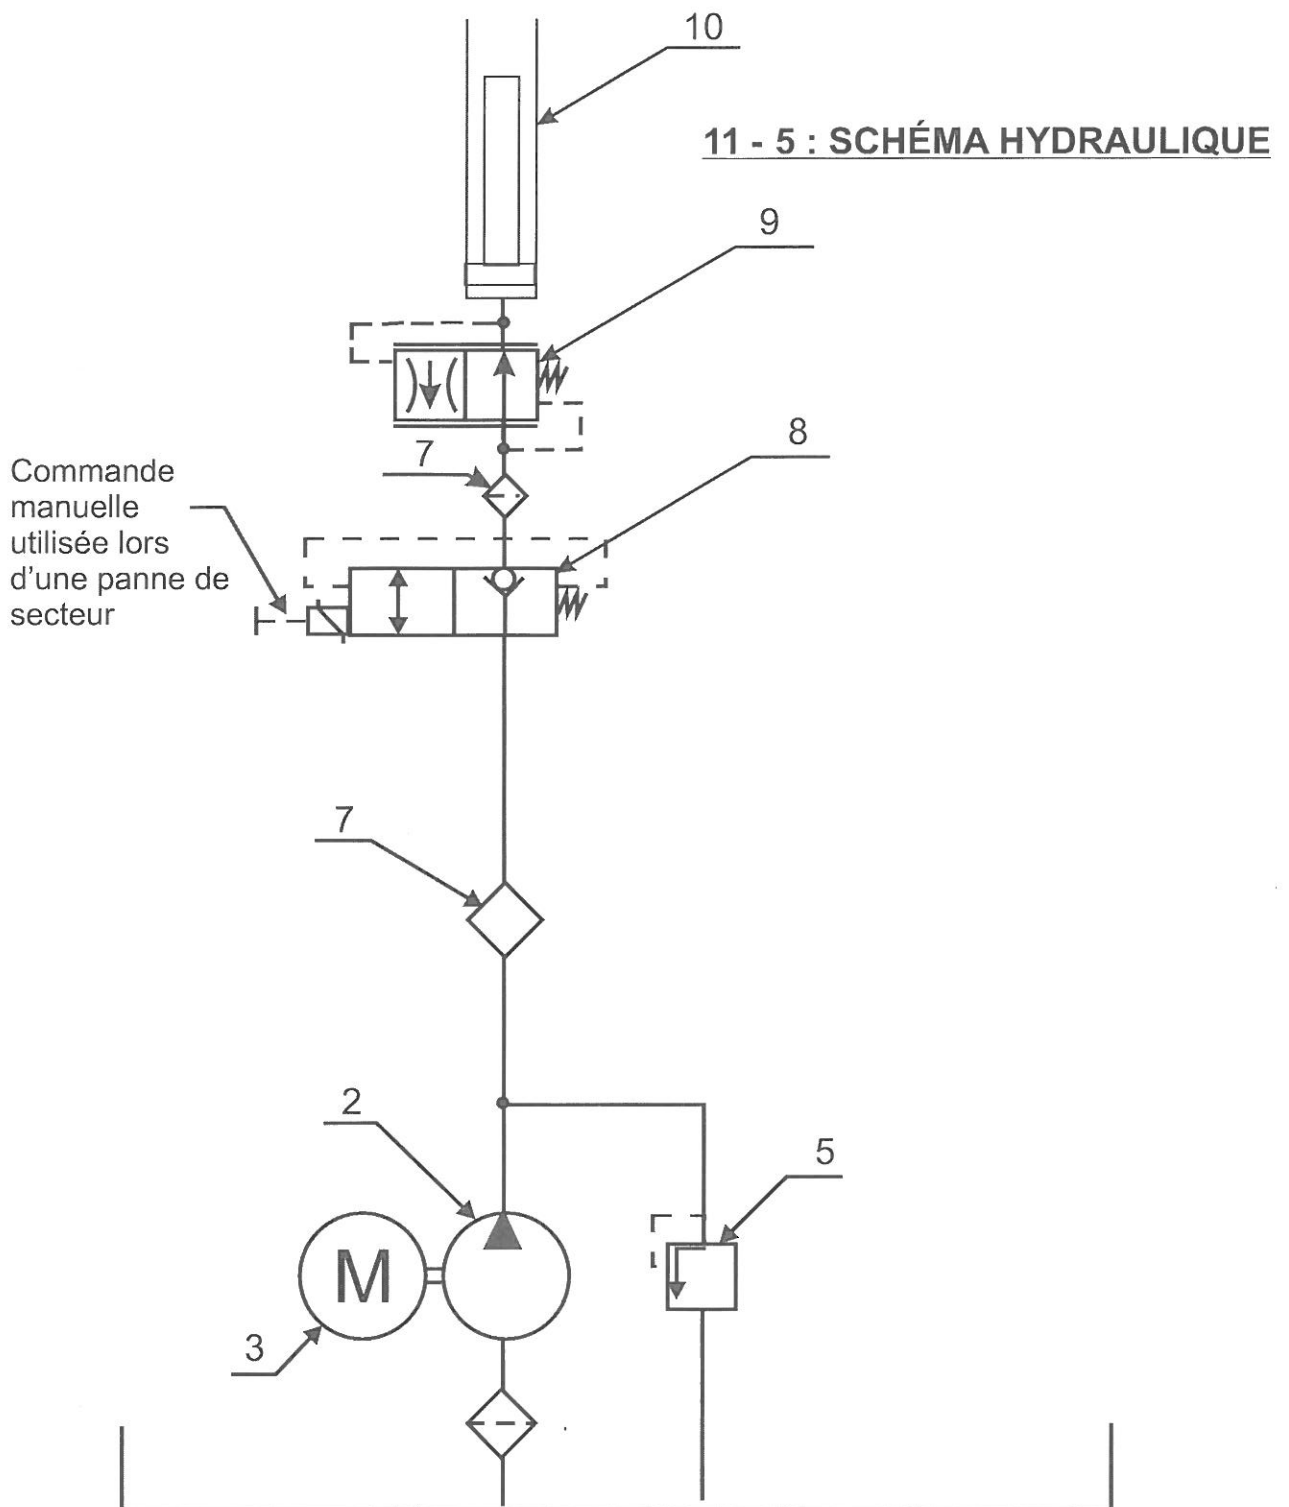 10
11 - 5 : SCHÉMA HYDRAULIQUE
9
7
8
Commande
manuelle
utilisée lors
d'une panne de
secteur
7
2
5
M
3